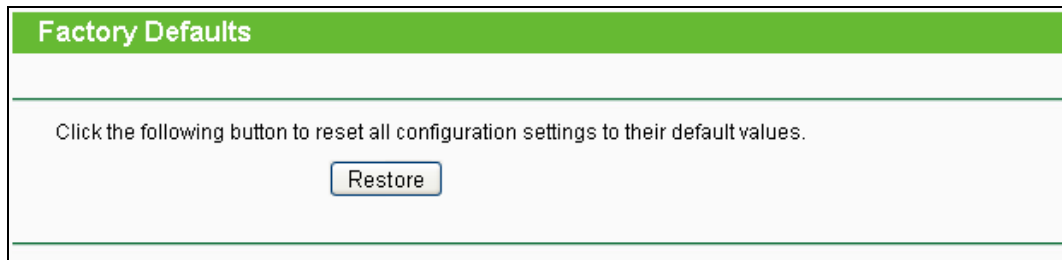 Factory Defaults
Click the following button to reset all configuration settings to their default values.
Restore